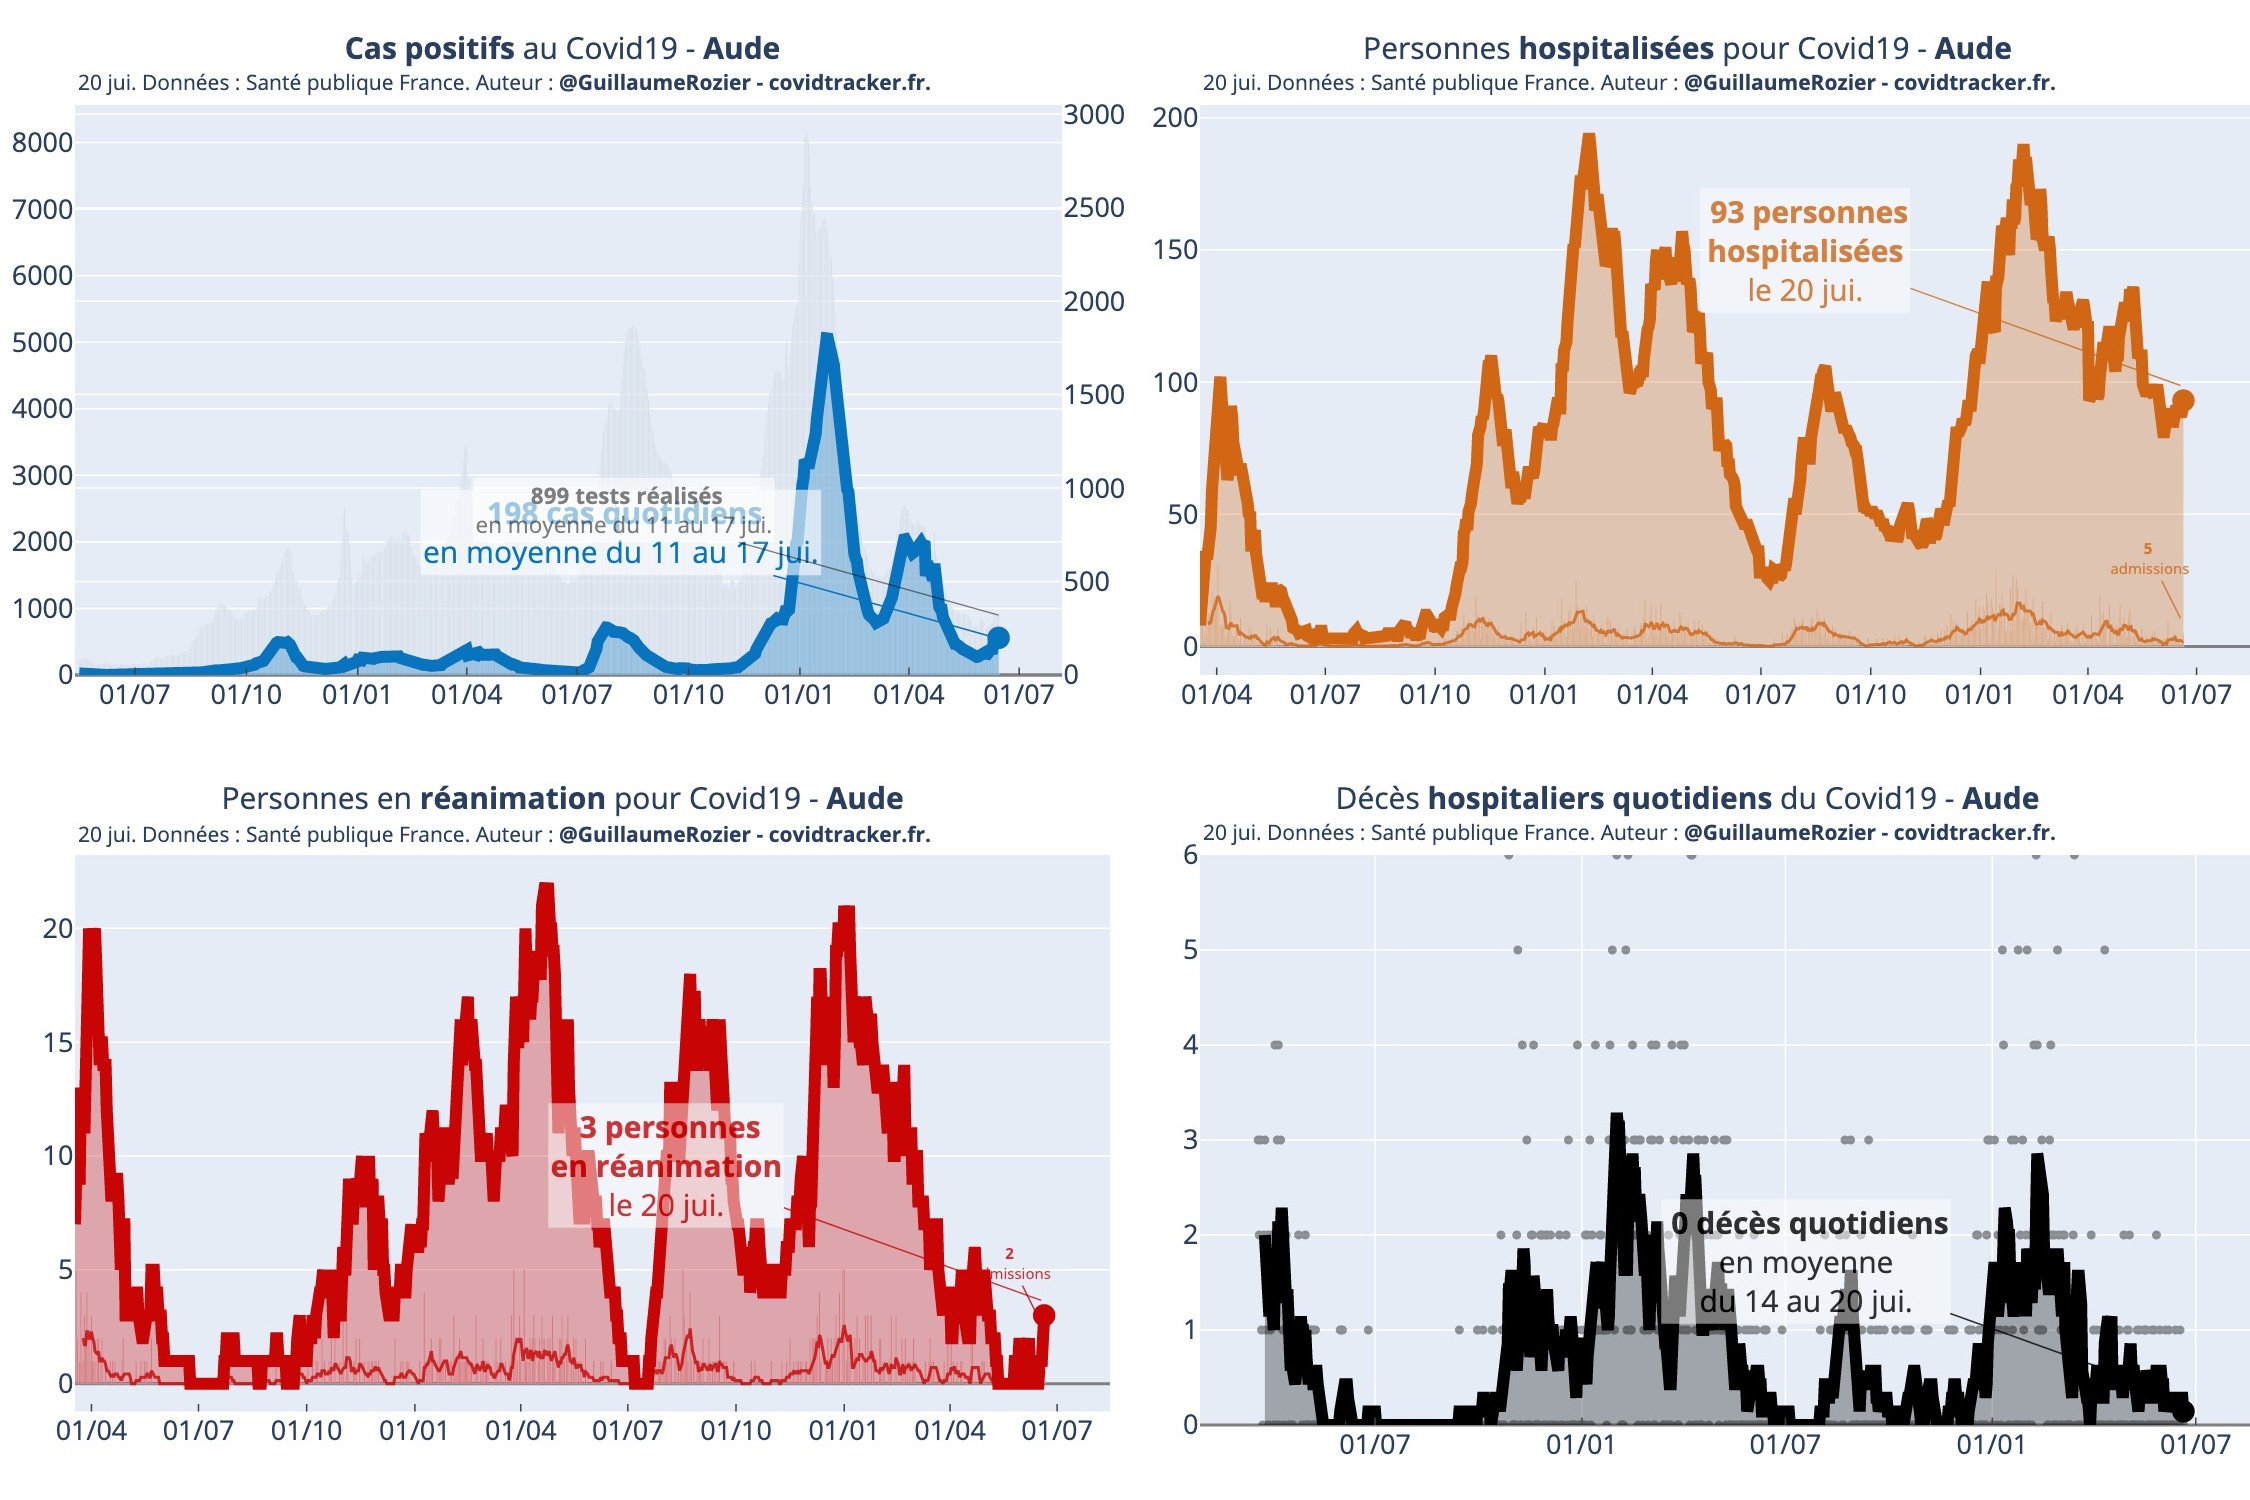 Cas positifs au Covid19 - Aude
20 jui. Données : Santé publique France. Auteur : @GuillaumeRozier - covidtracker.fr.
8000
7000
6000
5000
4000
3000
2000
1000
0
3000
2500
2000
1500
1000
500
0
899 tests réalisés
en moyenne du 11 au 17 jui.
198 cas quotidiens
en moyenne du 11 au 17 jui.
01/07 01/10 01/01 01/04 01/07 01/10 01/01 01/04 01/07
Personnes hospitalisées pour Covid19 - Aude
20 jui. Données : Santé publique France. Auteur : @GuillaumeRozier - covidtracker.fr.
200
150
100
50
0
93 personnes
hospitalisées
le 20 jui.
5
admissions
01/04 01/07 01/10 01/01 01/04 01/07 01/10 01/01 01/04 01/07
Personnes en réanimation pour Covid19 - Aude
20 jui. Données : Santé publique France. Auteur : @GuillaumeRozier - covidtracker.fr.
20
15
10
5
0
3 personnes
en réanimation
le 20 jui.
2
missions
01/04 01/07 01/10 01/01 01/04 01/07 01/10 01/01 01/04 01/07
Décès hospitaliers quotidiens du Covid19 - Aude
20 jui. Données : Santé publique France. Auteur : @GuillaumeRozier - covidtracker.fr.
6
5
4
3
2
1
0
0 décès quotidiens
en moyenne
du 14 au 20 jui.
01/07 01/01 01/07 01/01 01/07